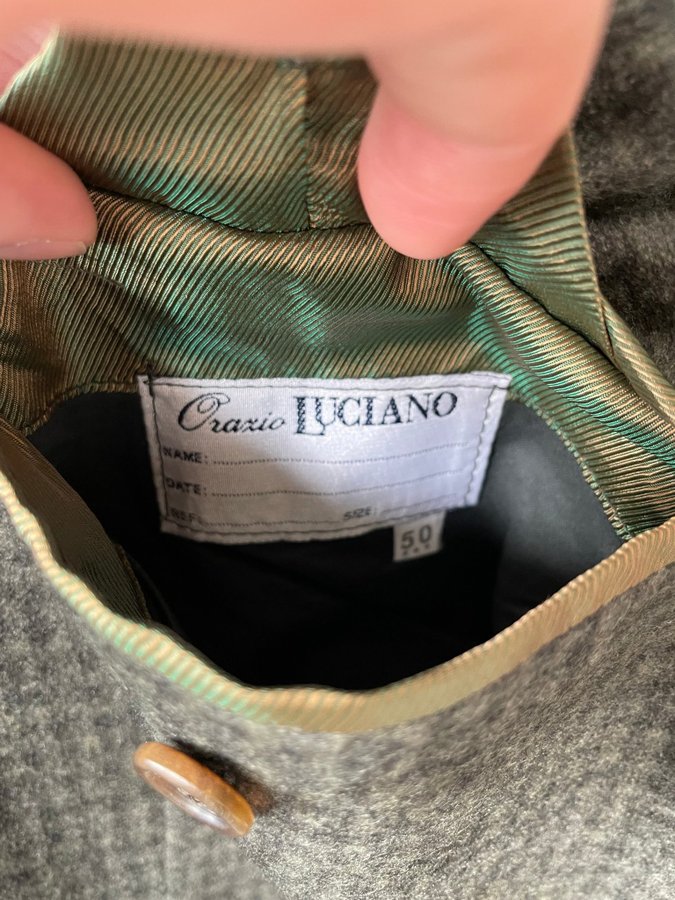 Orazio LUCIANO
NAME:
DATE:
REF:
SIZE:
50